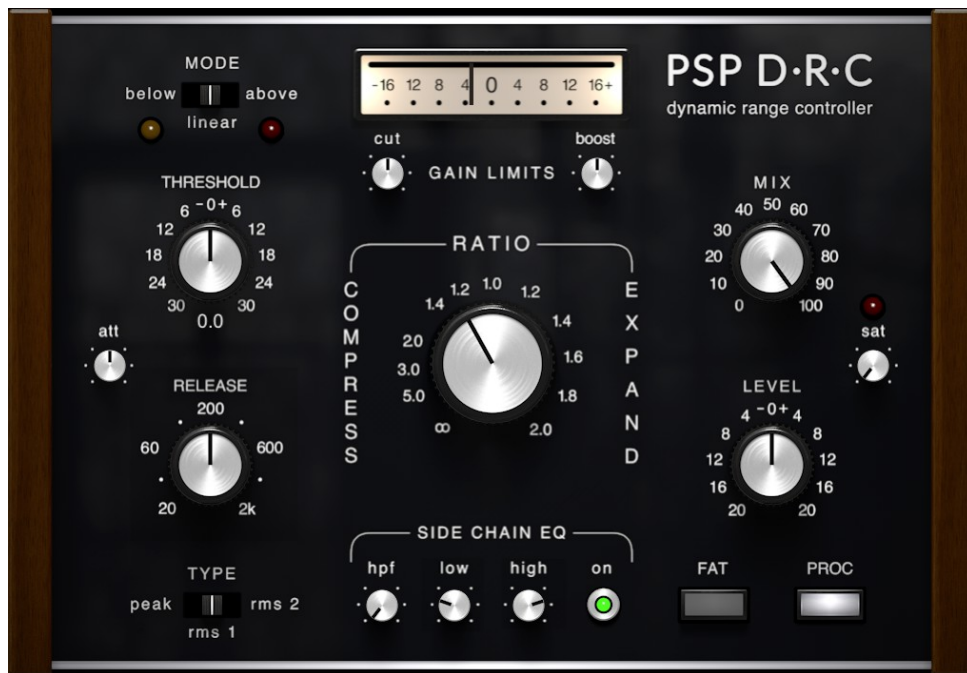 MODE
below above
linear
-16 12 8 4 0 4 8 12 16+
PSP D·R·C
dynamic range controller
cut boost
GAIN LIMITS
THRESHOLD
6 -0+ 6
12 12
18 18
24 24
30 30
0.0
att
RELEASE
200
60 600
20 2k
TYPE
peak rms 2
rms 1
RATIO
COMPRESS
EXPAND
1.0
1.2 1.2
1.4 1.4
2.0 1.6
3.0
5.0 1.8
∞ 2.0
SIDE CHAIN EQ
hpf low high on
MIX
40 50 60
30 70
20 80
10 90
0 100
sat
LEVEL
4 -0+ 4
8 8
12 12
16 16
20 20
FAT PROC